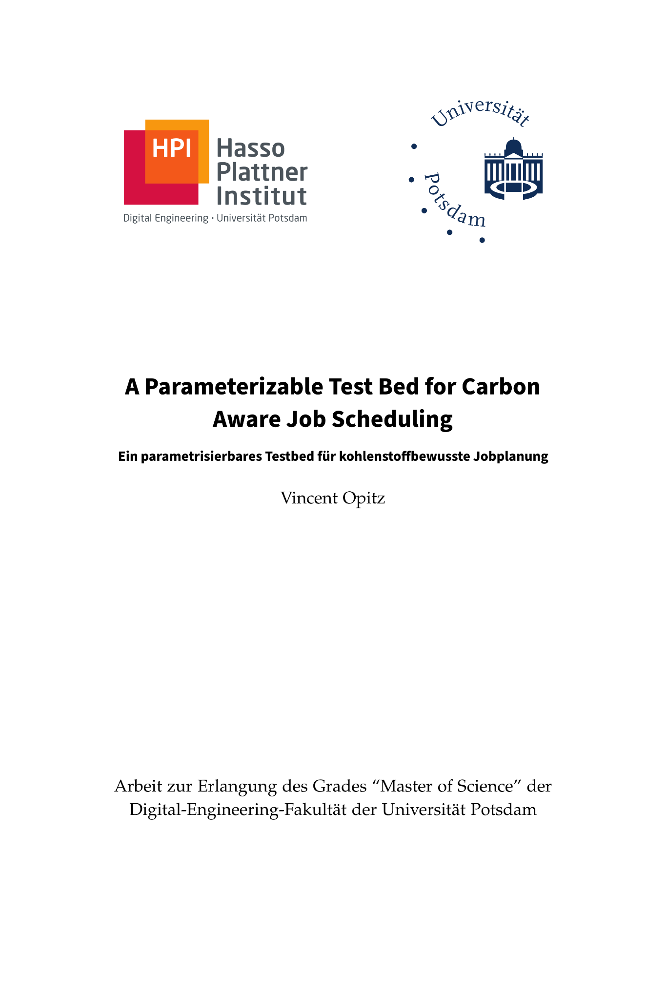 HPI
Hasso
Plattner
Institut
Digital Engineering • Universität Potsdam
Universität
Potsdam
A Parameterizable Test Bed for Carbon
Aware Job Scheduling
Ein parametrisierbares Testbed für kohlenstoffbewusste Jobplanung
Vincent Opitz
Arbeit zur Erlangung des Grades “Master of Science” der
Digital-Engineering-Fakultät der Universität Potsdam